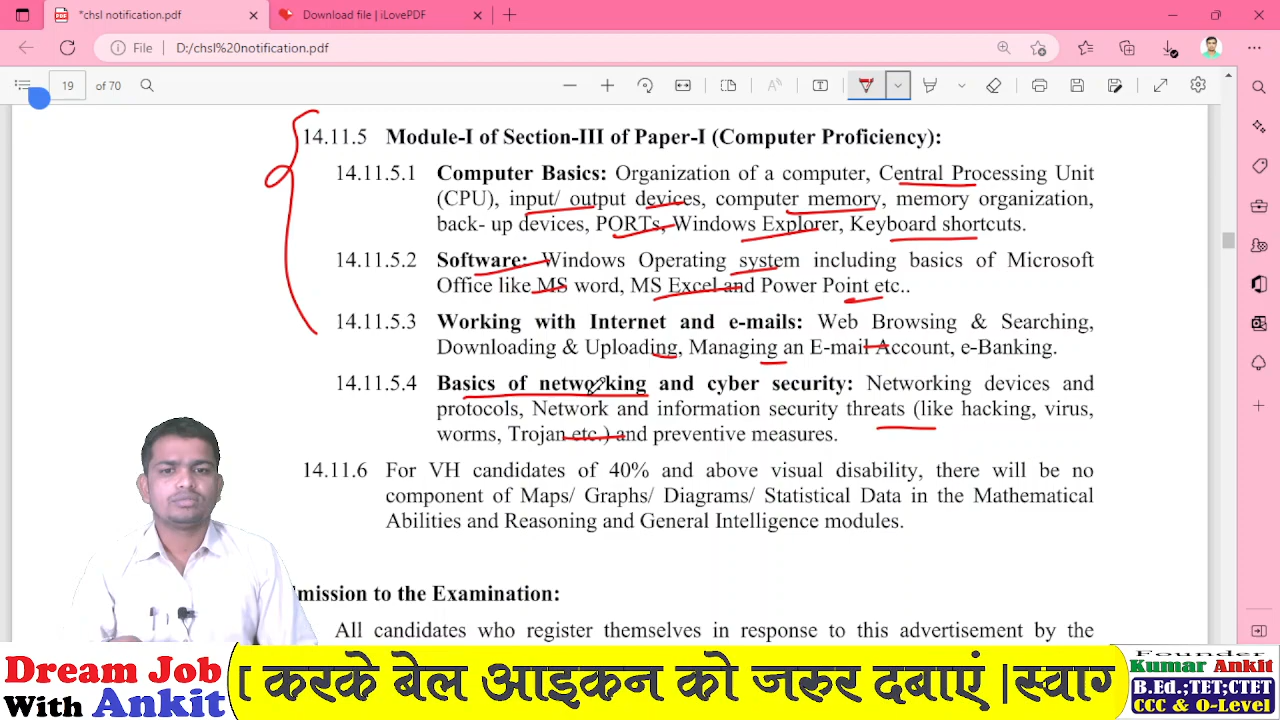 *chsl notification.pdf
Download file | iLovePDF
File
D:/chsl%20notification.pdf
19 of 70
14.11.5 Module-I of Section-III of Paper-I (Computer Proficiency):
14.11.5.1 Computer Basics: Organization of a computer, Central Processing Unit
(CPU), input/ output devices, computer memory, memory organization,
back- up devices, PORTs, Windows Explorer, Keyboard shortcuts.
14.11.5.2 Software: Windows Operating system including basics of Microsoft
Office like MS word, MS Excel and Power Point etc..
14.11.5.3 Working with Internet and e-mails: Web Browsing & Searching,
Downloading & Uploading, Managing an E-mail Account, e-Banking.
14.11.5.4 Basics of networking and cyber security: Networking devices and
protocols, Network and information security threats (like hacking, virus,
worms, Trojan etc.) and preventive measures.
14.11.6 For VH candidates of 40% and above visual disability, there will be no
component of Maps/ Graphs/ Diagrams/ Statistical Data in the Mathematical
Abilities and Reasoning and General Intelligence modules.
mission to the Examination:
All candidates who register themselves in response to this advertisement by the
Dream Job
With Ankit
करके बेल आइकन को जरुर दबाएं | स्वाग
Founder
Kumar Ankit
B.Ed.;TET;CTET
CCC & O-Level